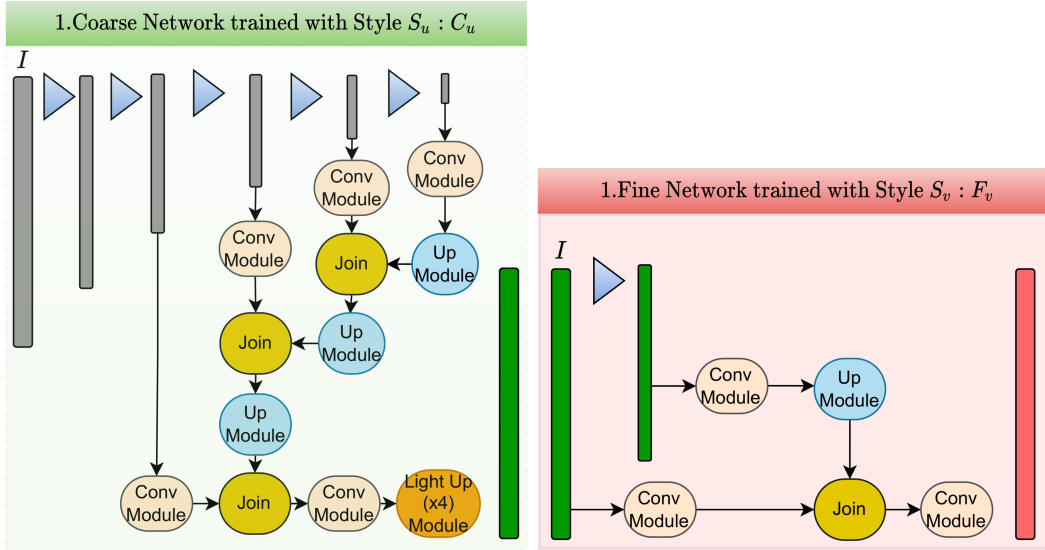 1.Coarse Network trained with Style S_u : C_u
I
Conv
Module
Conv
Module
Conv
Module
Join
Up
Module
Join
Up
Module
Up
Module
Conv
Module
Join
Conv
Module
Light Up
(x4)
Module
1.Fine Network trained with Style S_v : F_v
I
Conv
Module
Up
Module
Conv
Module
Join
Conv
Module